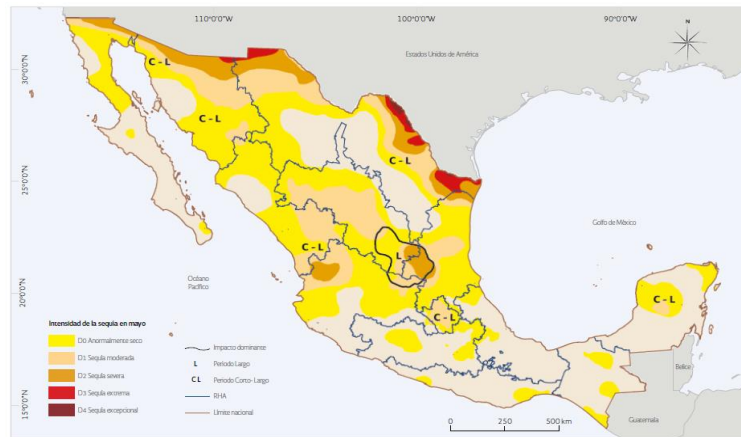 110°0'0"W
100°0'0"W
90°0'0"W
N
Estados Unidos de América
30°0'0"N
C - L
C - L
C - L
25°0'0"N
Golfo de México
C - L
L
Océano
Pacífico
20°0'0"N
C - L
C - L
Intensidad de la sequía en mayo
D0 Anormalmente seco
D1 Sequía moderada
D2 Sequía severa
D3 Sequía extrema
D4 Sequía excepcional
Impacto dominante
L Periodo Largo
C L Periodo Corto- Largo
RHA
Límite nacional
Belice
Guatemala
15°0'0"N
0 250 500 km